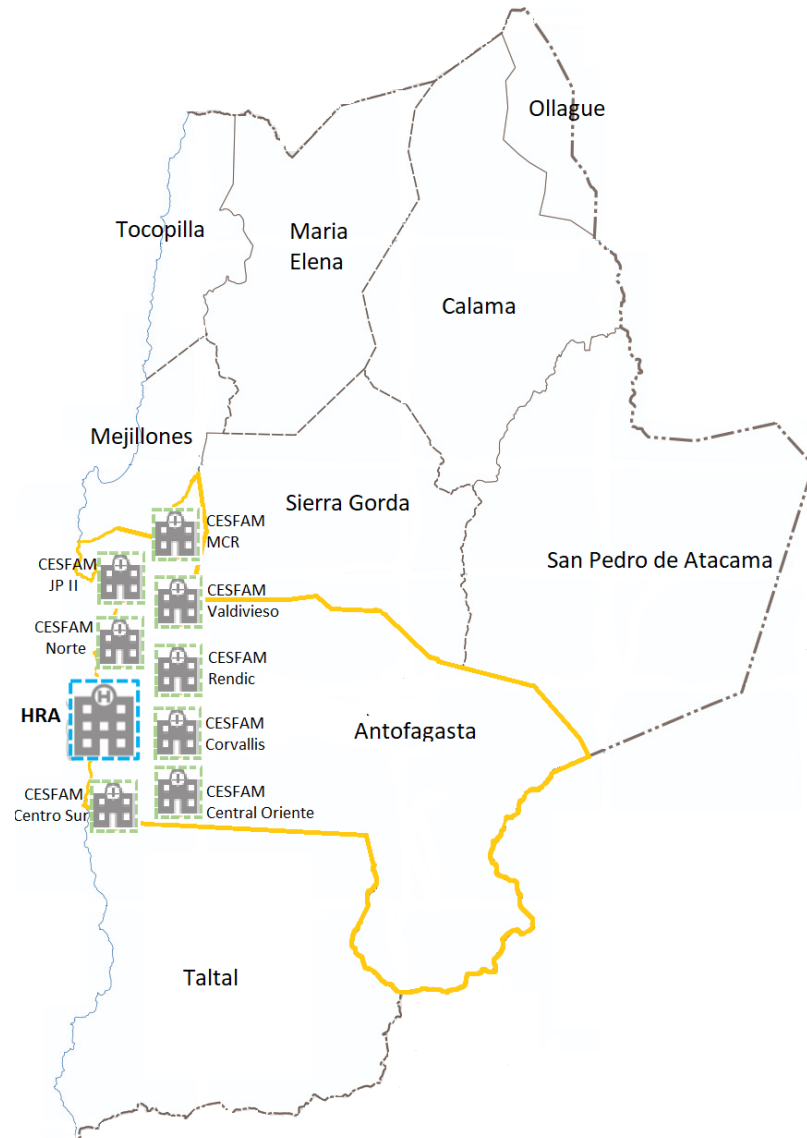 Ollague
Tocopilla
Maria
Elena
Calama
Mejillones
Sierra Gorda
CESFAM
MCR
San Pedro de Atacama
CESFAM
JP II
CESFAM
Valdivieso
CESFAM
Norte
CESFAM
Rendic
HRA
H
CESFAM
Corvallis
Antofagasta
CESFAM
Centro Sur
CESFAM
Central Oriente
Taltal